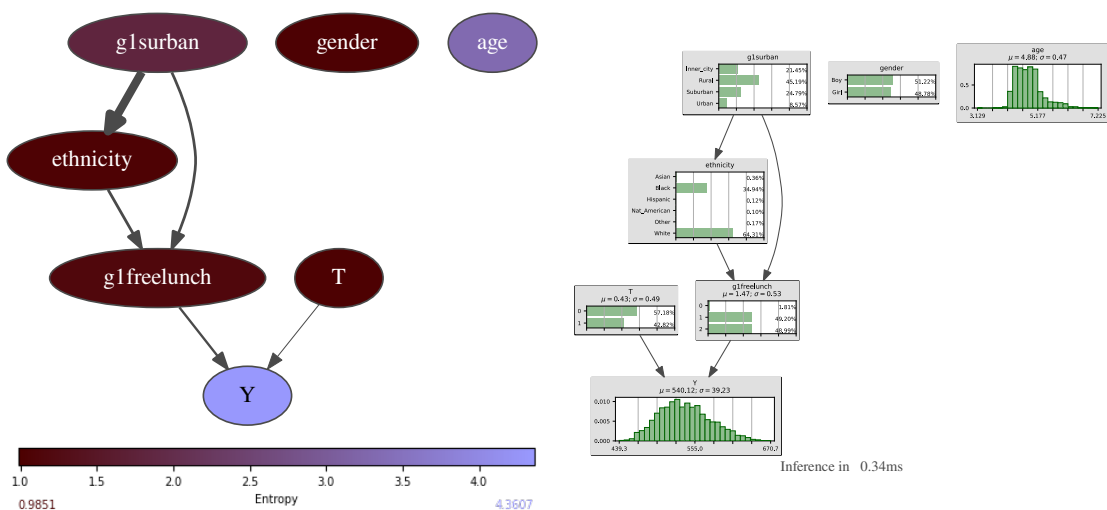 g1surban
gender
age
ethnicity
g1freelunch
T
Y
1.0 1.5 2.0 2.5 3.0 3.5 4.0
Entropy
0.9851 4.3607
g1surban
Inner_city 21.45%
Rural 45.19%
Suburban 24.79%
Urban 8.57%
gender
Boy 51.22%
Girl 48.78%
age
μ = 4.88; σ = 0.47
0.5
0.0
3.129 5.177 7.225
ethnicity
Asian 0.36%
Black 34.94%
Hispanic 0.12%
Nat_American 0.10%
Other 0.17%
White 64.31%
T
μ = 0.43; σ = 0.49
0 57.18%
1 42.82%
g1freelunch
μ = 1.47; σ = 0.53
0 1.81%
1 49.20%
2 48.99%
Y
μ = 540.12; σ = 39.23
0.010
0.005
0.000
439.3 555.0 670.7
Inference in 0.34ms